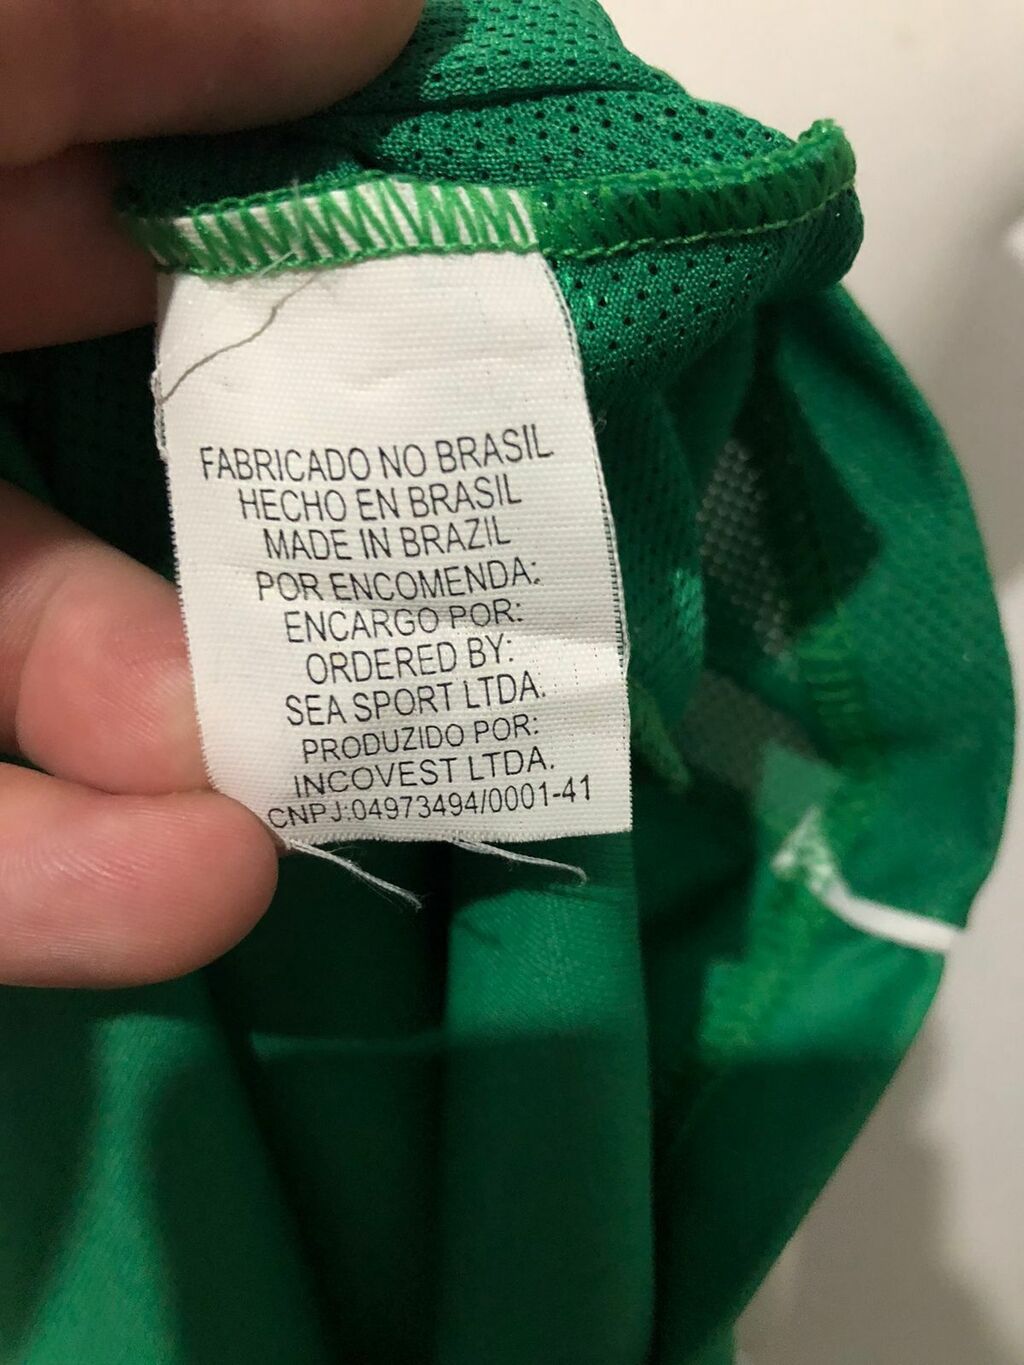 FABRICADO NO BRASIL
HECHO EN BRASIL
MADE IN BRAZIL
POR ENCOMENDA:
ENCARGO POR:
ORDERED BY:
SEA SPORT LTDA.
PRODUZIDO POR:
INCOVEST LTDA.
CNPJ:04973494/0001-41